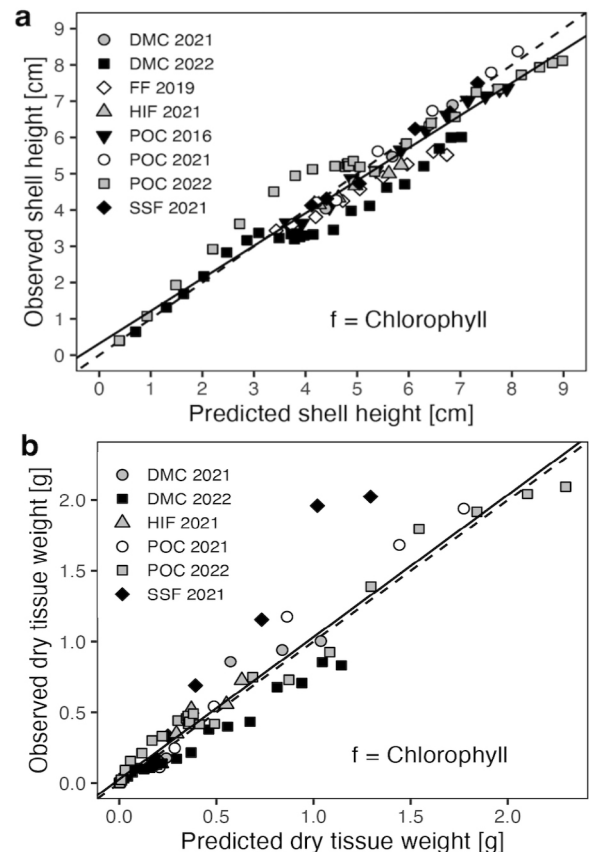 a
DMC 2021
DMC 2022
FF 2019
HIF 2021
POC 2016
POC 2021
POC 2022
SSF 2021
f = Chlorophyll
Observed shell height [cm]
9
8
7
6
5
4
3
2
1
0
0 1 2 3 4 5 6 7 8 9
Predicted shell height [cm]
b
DMC 2021
DMC 2022
HIF 2021
POC 2021
POC 2022
SSF 2021
f = Chlorophyll
Observed dry tissue weight [g]
2.0
1.5
1.0
0.5
0.0
0.0 0.5 1.0 1.5 2.0
Predicted dry tissue weight [g]